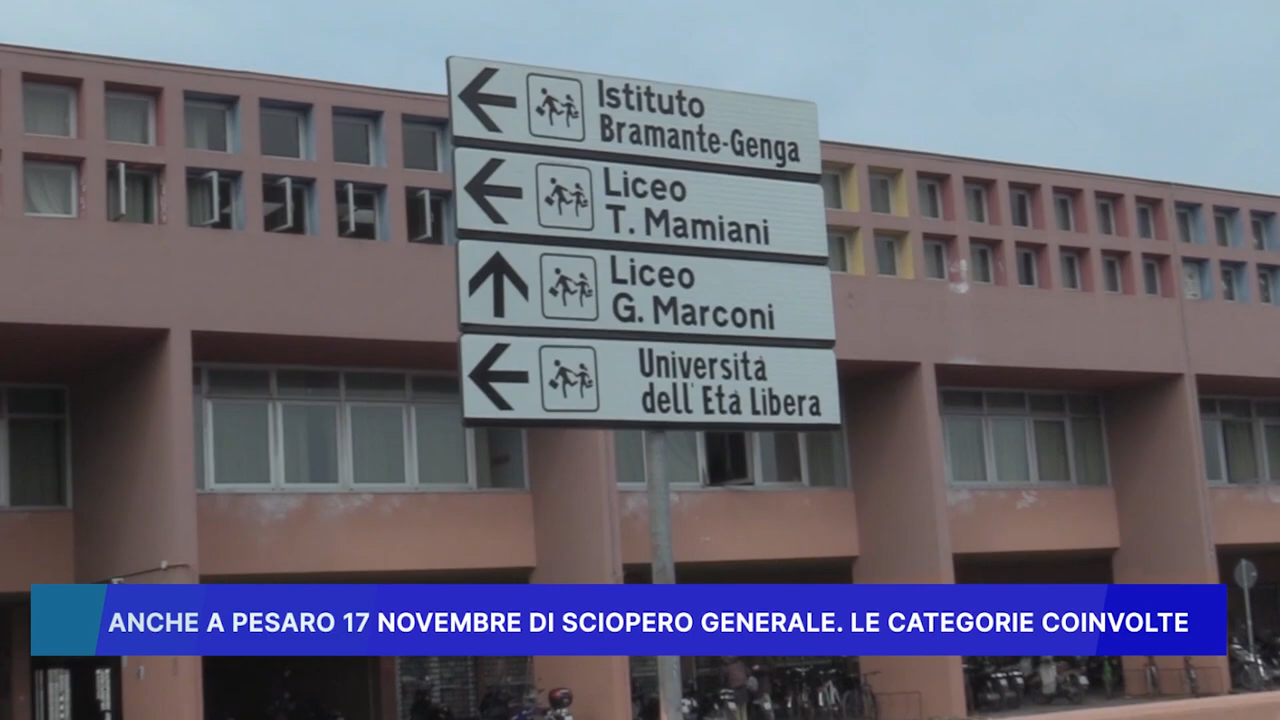 Istituto
Bramante-Genga
Liceo
T. Mamiani
Liceo
G. Marconi
Università
dell'Età Libera
ANCHE A PESARO 17 NOVEMBRE DI SCIOPERO GENERALE. LE CATEGORIE COINVOLTE